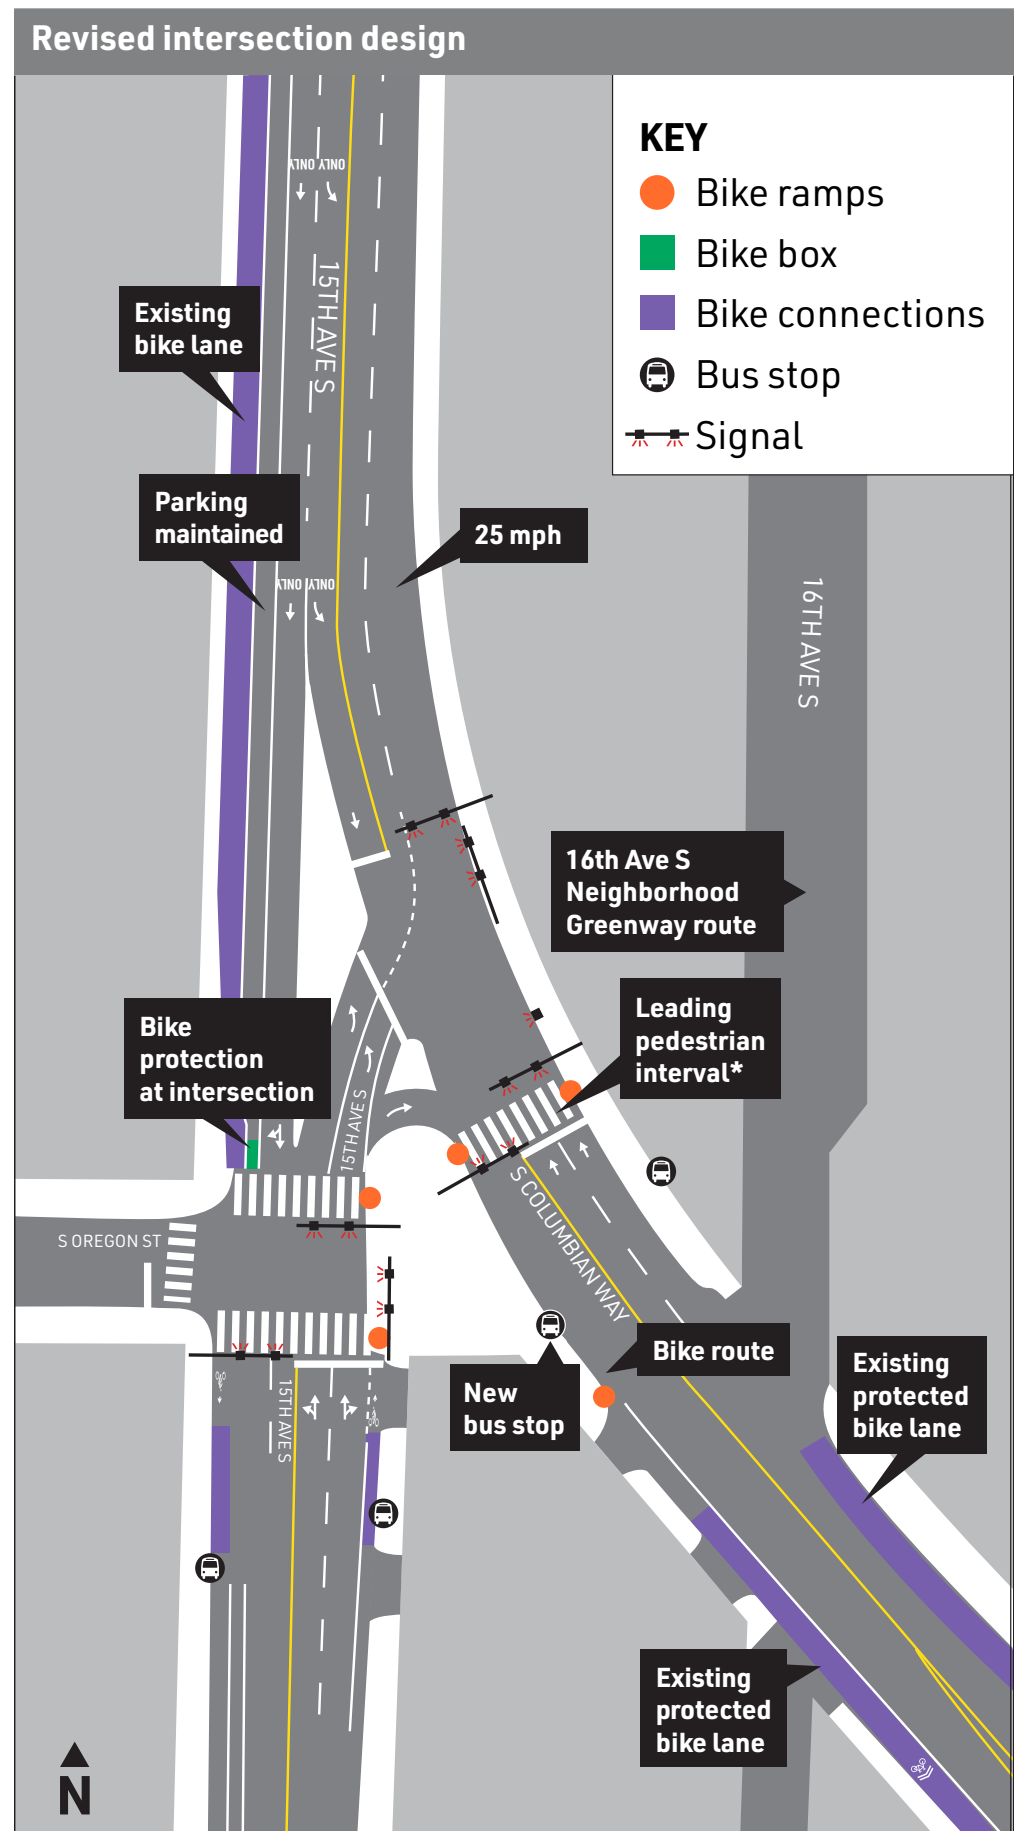 Revised intersection design
KEY
Bike ramps
Bike box
Bike connections
Bus stop
Signal
ONLY ONLY
15TH AVE S
Existing
bike lane
Parking
maintained
25 mph
ONLY ONLY
16TH AVE S
16th Ave S
Neighborhood
Greenway route
Leading
pedestrian
interval*
Bike
protection
at intersection
15TH AVE S
S COLUMBIAN WAY
S OREGON ST
Bike route
New
bus stop
Existing
protected
bike lane
15TH AVE S
Existing
protected
bike lane
N